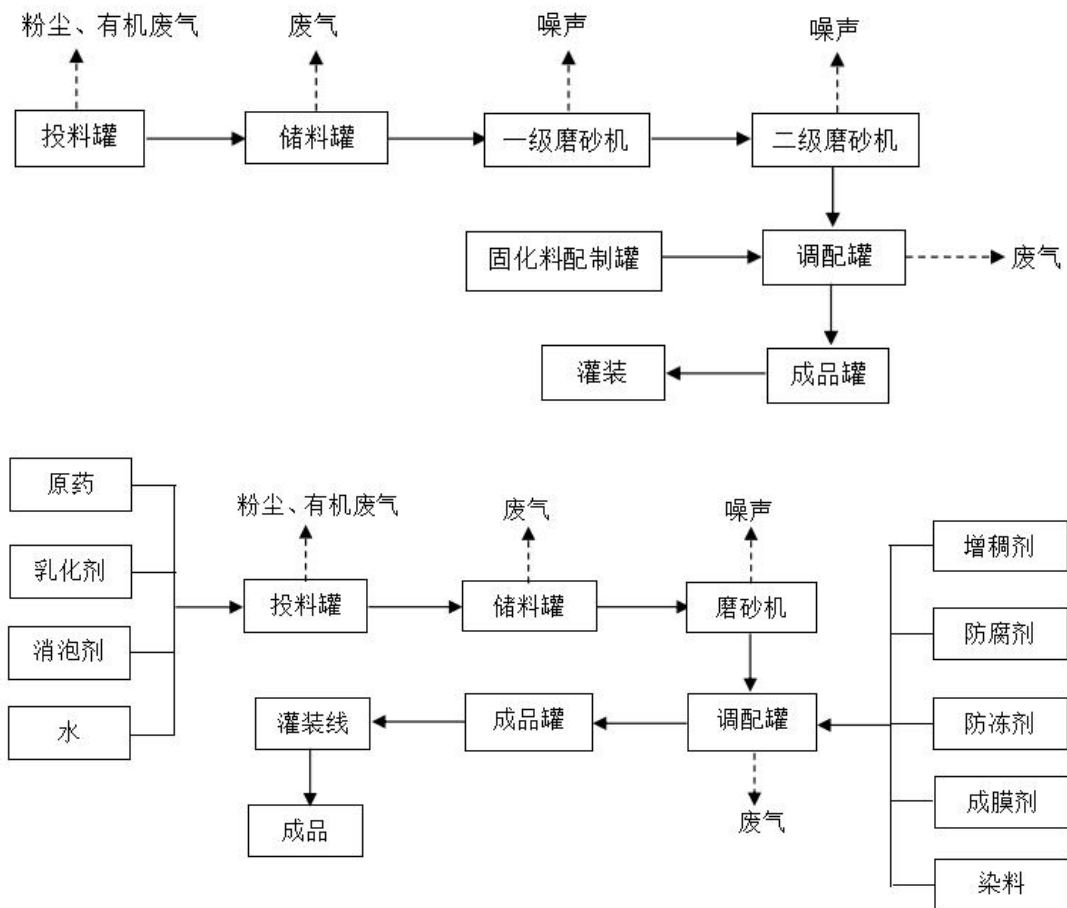 粉尘、有机废气
废气
噪声
噪声
投料罐
储料罐
一级磨砂机
二级磨砂机
固化料配制罐
调配罐
废气
灌装
成品罐
原药
乳化剂
消泡剂
水
粉尘、有机废气
废气
噪声
投料罐
储料罐
磨砂机
灌装线
成品罐
调配罐
成品
废气
增稠剂
防腐剂
防冻剂
成膜剂
染料